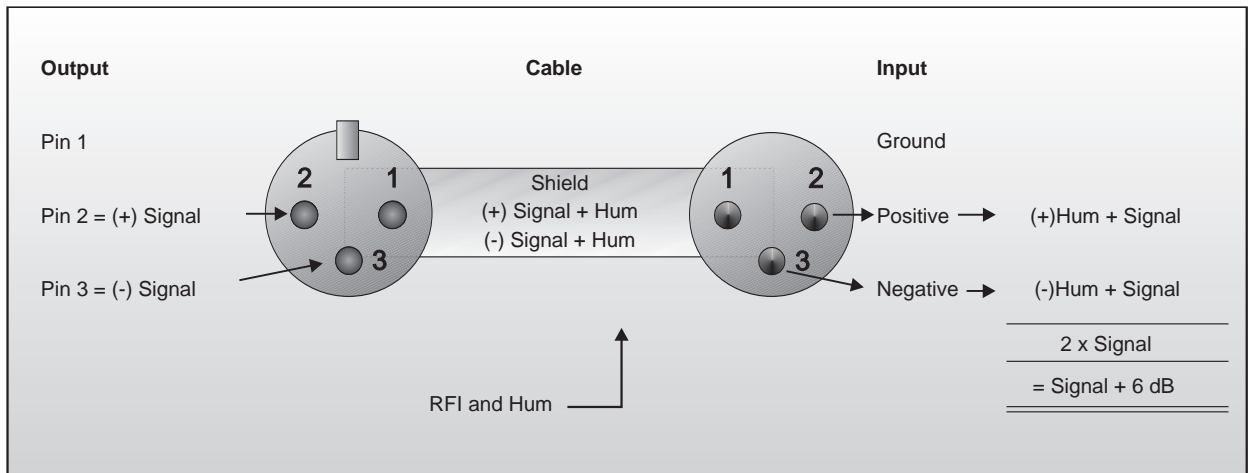 Output Cable Input
Pin 1 Ground
2 1 1 2
Shield
Pin 2 = (+) Signal (+) Signal + Hum Positive (+)Hum + Signal
(-) Signal + Hum
3 3
Pin 3 = (-) Signal Negative (-)Hum + Signal
2 x Signal
= Signal + 6 dB
RFI and Hum